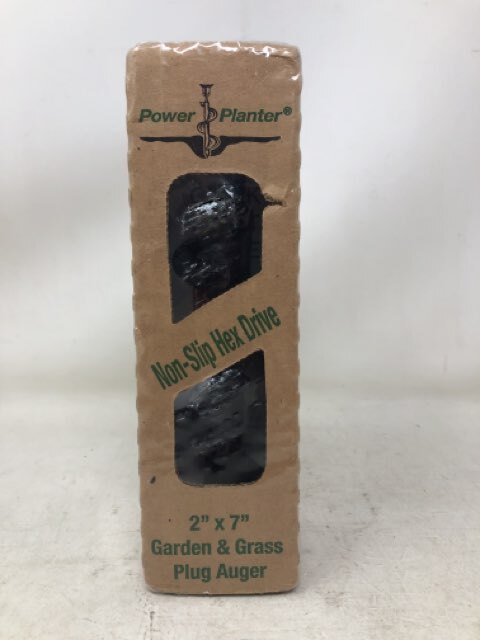 Power Planter®
Non-Slip Hex Drive
2" x 7"
Garden & Grass
Plug Auger